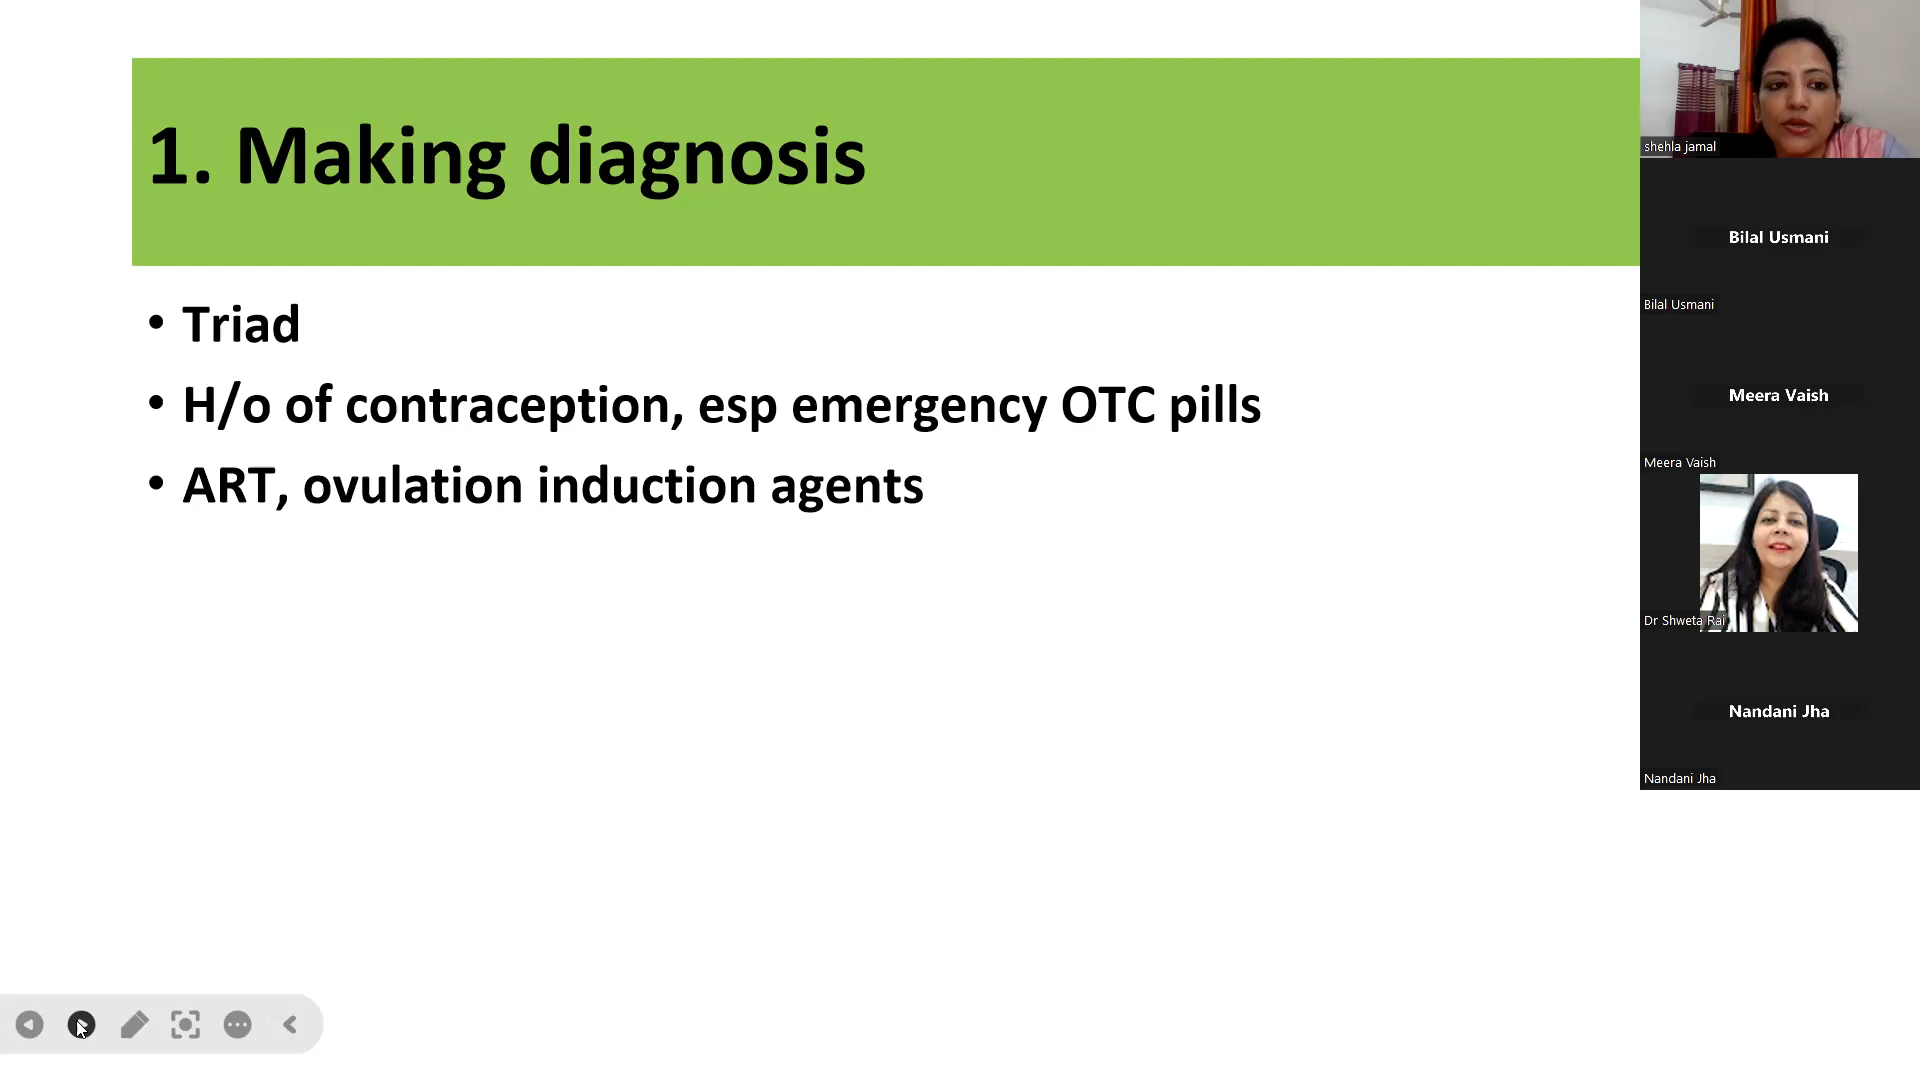 1. Making diagnosis
• Triad
• H/o of contraception, esp emergency OTC pills
• ART, ovulation induction agents
shehla jamal
Bilal Usmani
Bilal Usmani
Meera Vaish
Meera Vaish
Dr Shweta Rai
Nandani Jha
Nandani Jha